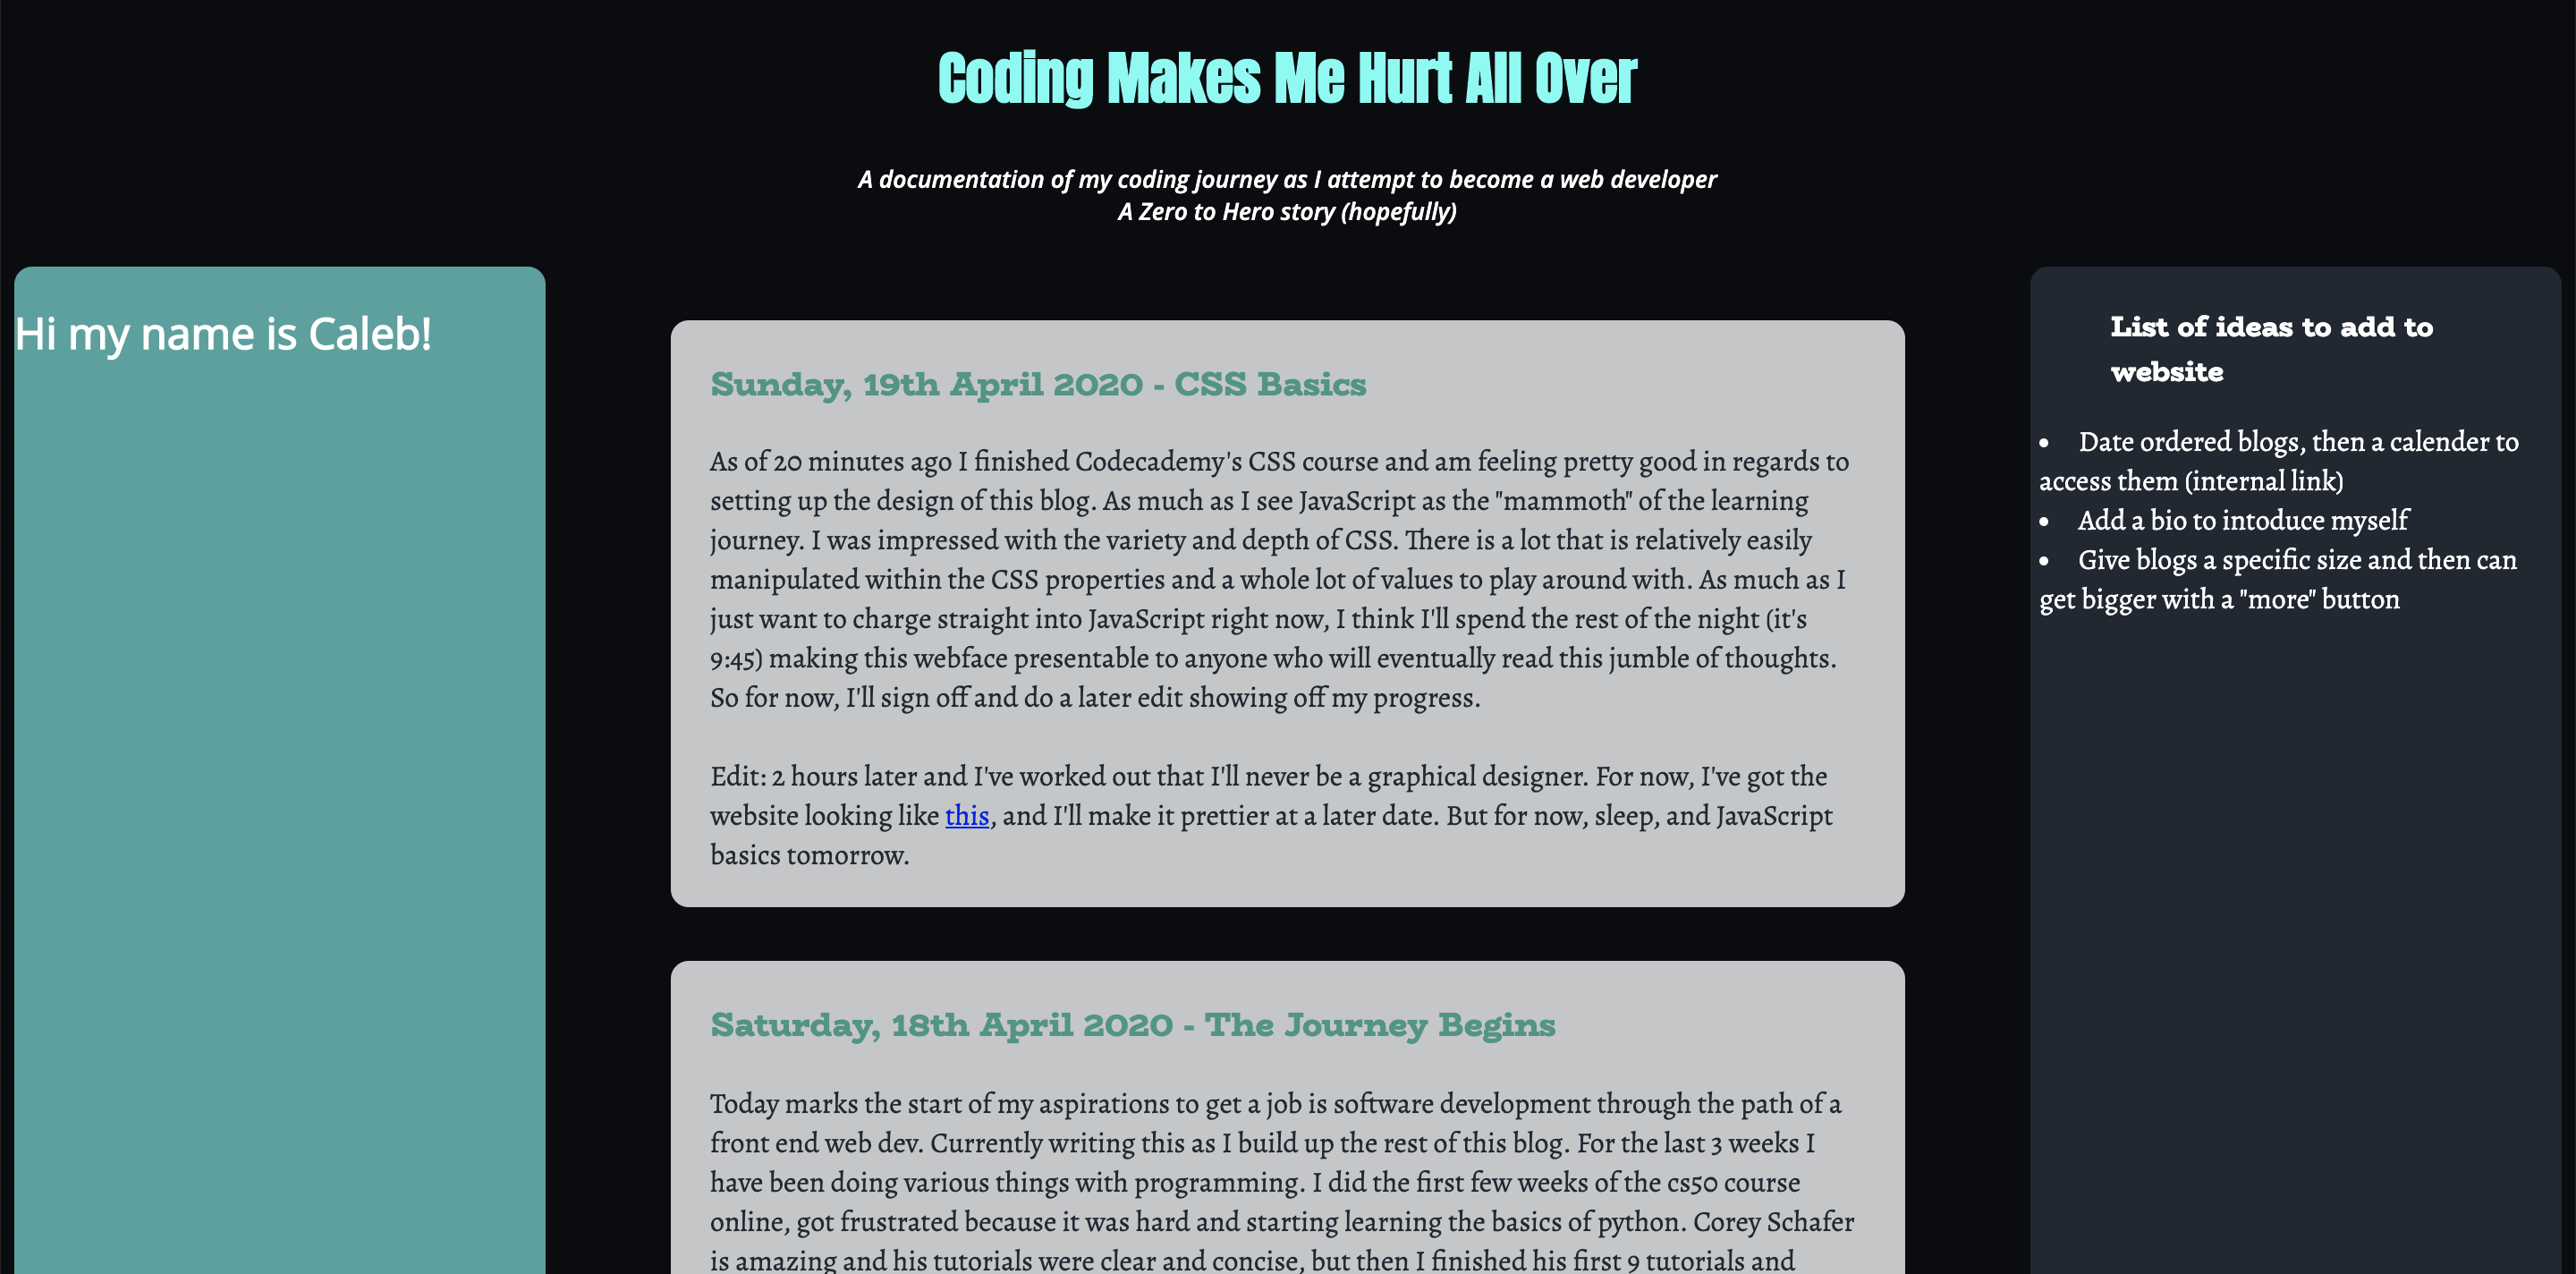 Coding Makes Me Hurt All Over
A documentation of my coding journey as I attempt to become a web developer
A Zero to Hero story (hopefully)
Hi my name is Caleb!
Sunday, 19th April 2020 - CSS Basics
As of 20 minutes ago I finished Codecademy's CSS course and am feeling pretty good in regards to
setting up the design of this blog. As much as I see JavaScript as the "mammoth" of the learning
journey. I was impressed with the variety and depth of CSS. There is a lot that is relatively easily
manipulated within the CSS properties and a whole lot of values to play around with. As much as I
just want to charge straight into JavaScript right now, I think I'll spend the rest of the night (it's
9:45) making this webface presentable to anyone who will eventually read this jumble of thoughts.
So for now, I'll sign off and do a later edit showing off my progress.
Edit: 2 hours later and I've worked out that I'll never be a graphical designer. For now, I've got the
website looking like this, and I'll make it prettier at a later date. But for now, sleep, and JavaScript
basics tomorrow.
Saturday, 18th April 2020 - The Journey Begins
Today marks the start of my aspirations to get a job is software development through the path of a
front end web dev. Currently writing this as I build up the rest of this blog. For the last 3 weeks I
have been doing various things with programming. I did the first few weeks of the cs50 course
online, got frustrated because it was hard and starting learning the basics of python. Corey Schafer
is amazing and his tutorials were clear and concise, but then I finished his first 9 tutorials and
List of ideas to add to
website
• Date ordered blogs, then a calender to
access them (internal link)
• Add a bio to intoduce myself
• Give blogs a specific size and then can
get bigger with a "more" button